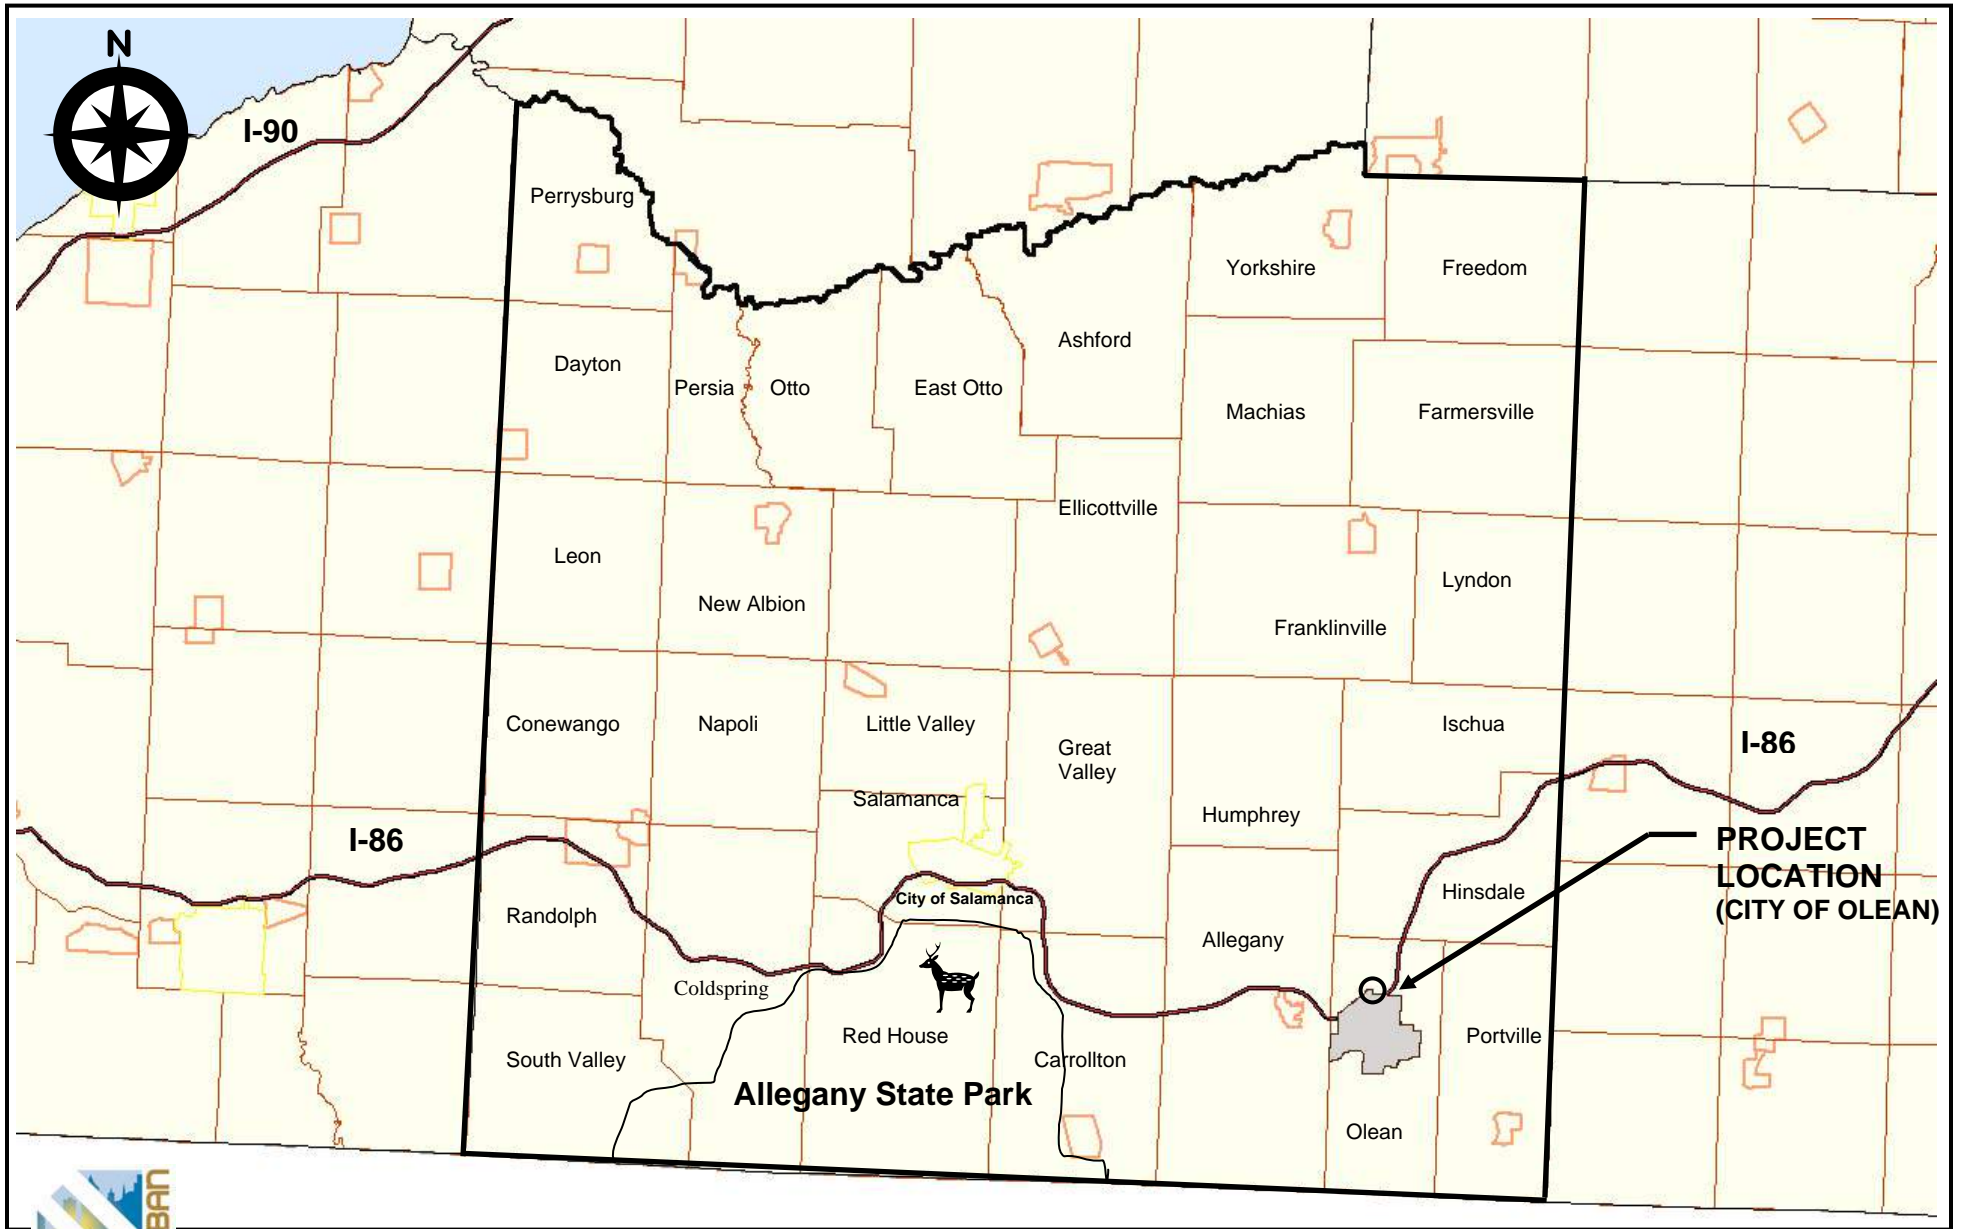 N
I-90
Perrysburg
Yorkshire
Freedom
Ashford
Dayton
Persia
Otto
East Otto
Machias
Farmersville
Ellicottville
Leon
New Albion
Lyndon
Franklinville
Conewango
Napoli
Little Valley
Great
Valley
Ischua
I-86
Salamanca
Humphrey
I-86
PROJECT
LOCATION
(CITY OF OLEAN)
Hinsdale
City of Salamanca
Randolph
Allegany
Coldspring
Red House
Carrollton
Portville
South Valley
Allegany State Park
Olean
BAN